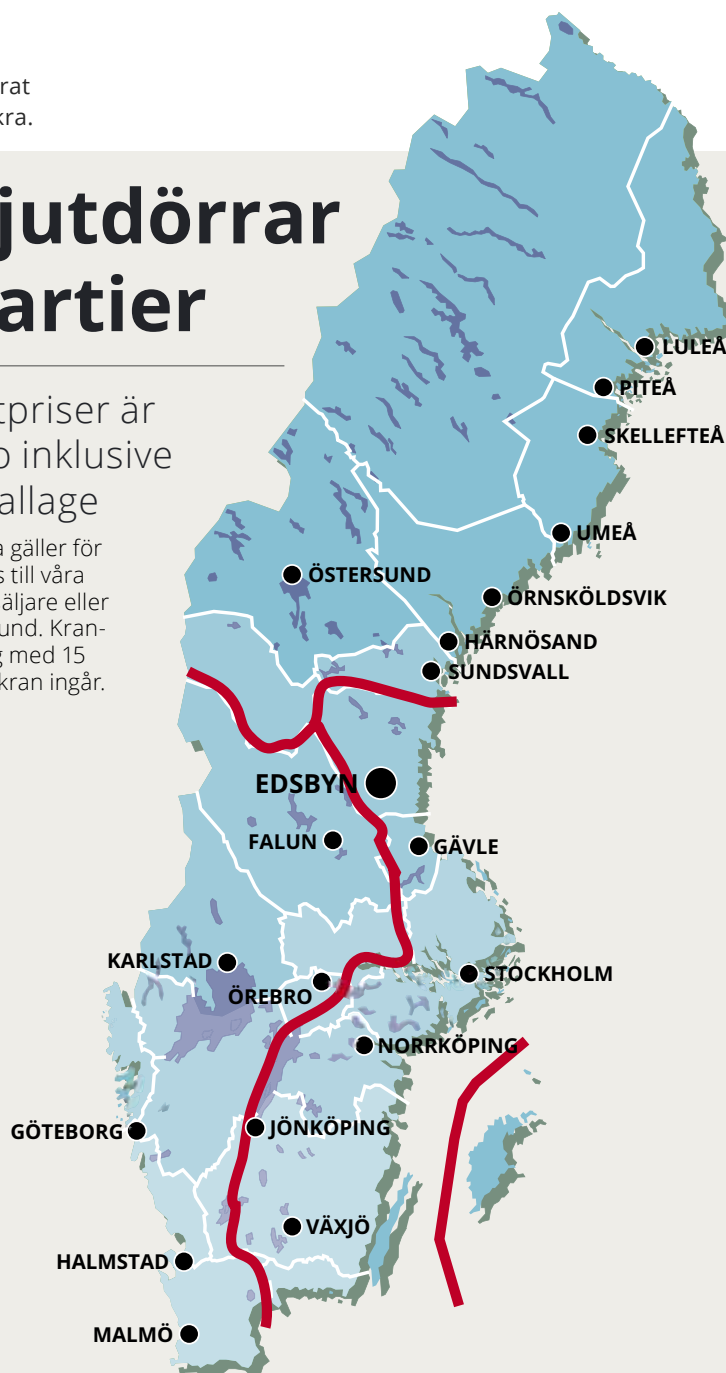 rat
kra.
jutdörrar
artier
tpriser är
o inklusive
allage
a gäller för
s till våra
äljare eller
und. Kran-
g med 15
kran ingår.
LULEÅ
PITEÅ
SKELLEFTEÅ
UMEÅ
ÖSTERSUND
ÖRNSKÖLDSVIK
HÄRNÖSAND
SUNDSVALL
EDSBYN
FALUN
GÄVLE
KARLSTAD
STOCKHOLM
ÖREBRO
NORRKÖPING
GÖTEBORG
JÖNKÖPING
VÄXJÖ
HALMSTAD
MALMÖ